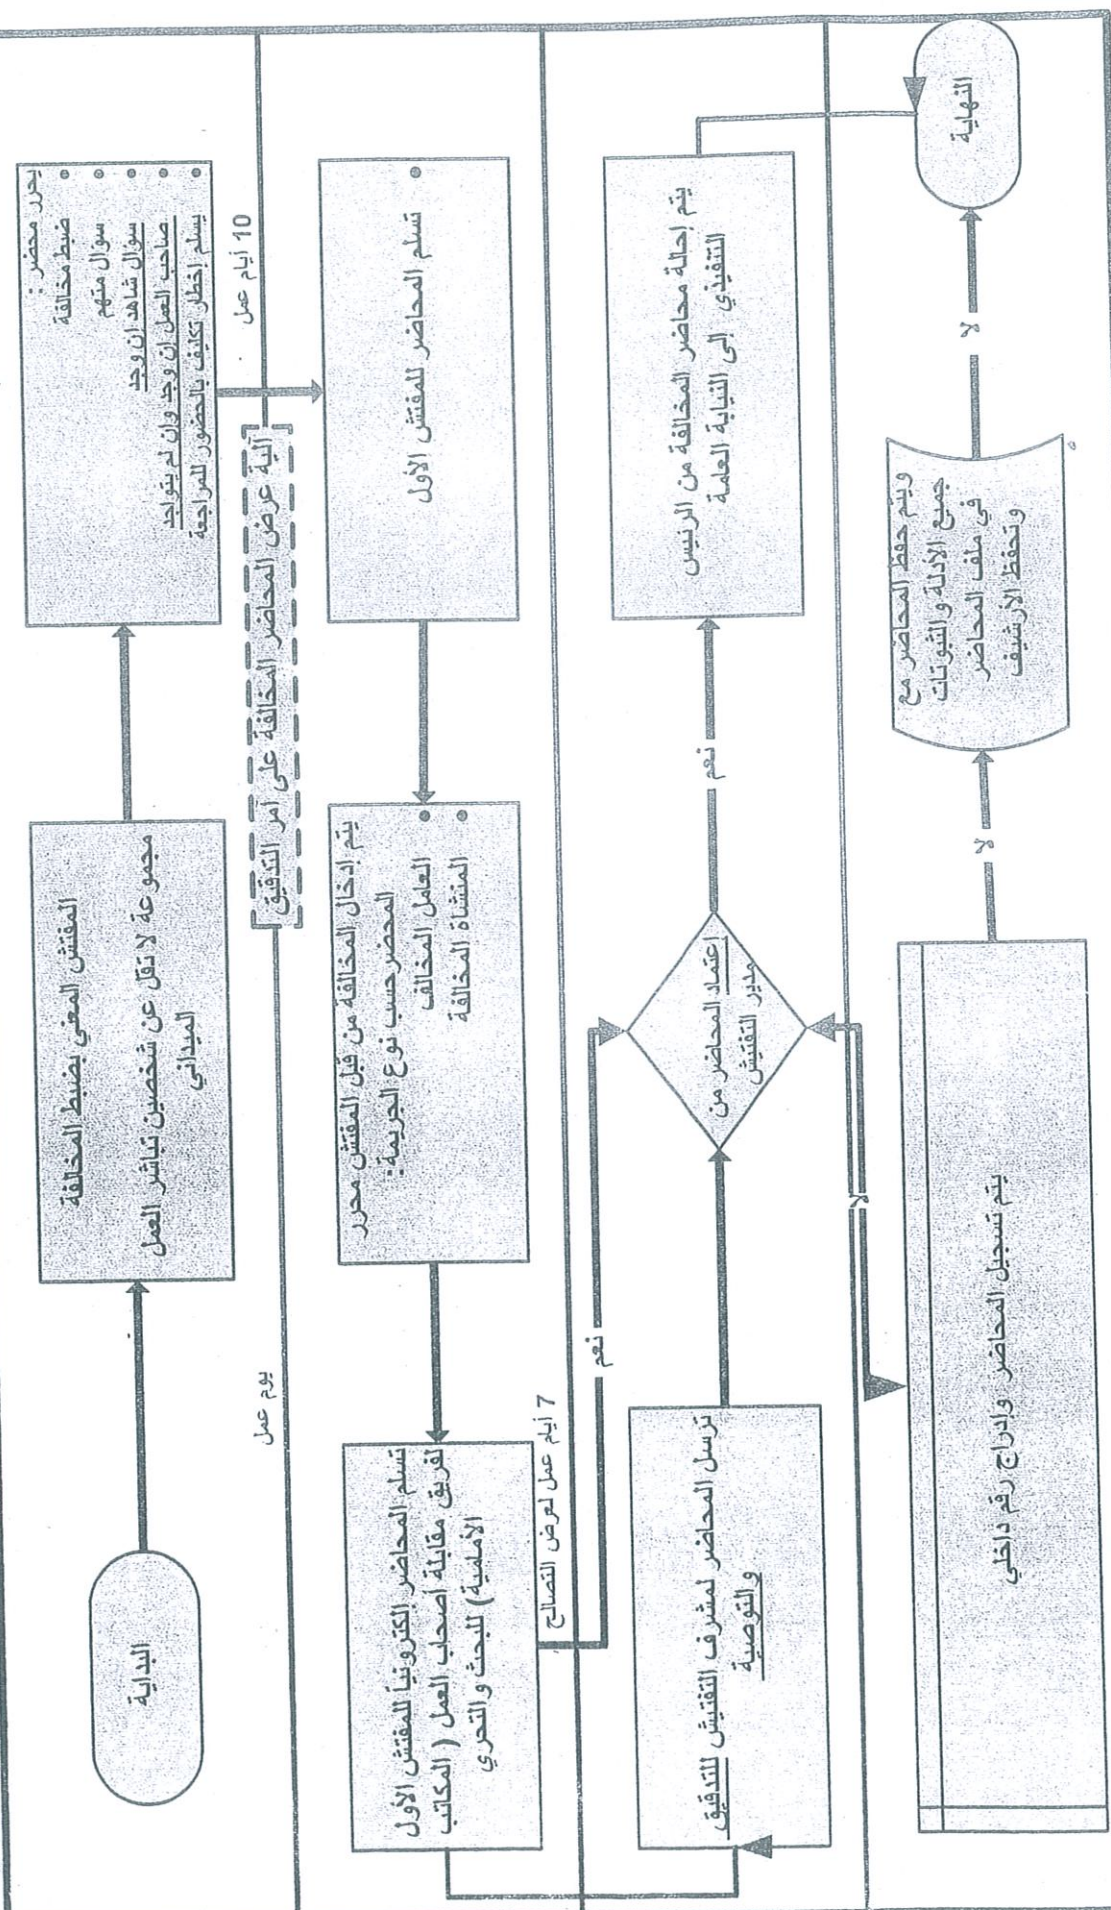 البداية
المفتش المعني بضبط المخالفة
مجموعة لا تقل عن شخصين تباشر العمل
الميداني
يحرر محضر :
• ضبط مخالفة
• سؤال متهم
• سؤال شاهد إن وجد
• صاحب العمل إن وجد وإن لم يتواجد
• يسلم إخطار تكليف بالحضور للمراجعة
يوم عمل
آلية عرض المحاضر المخالفة على أمر التدقيق
10 أيام عمل
• تسلم المحاضر للمفتش الأول
يتم إدخال المخالفة من قبل المفتش محرر
المحضر حسب نوع الجريمة:
• العامل المخالف
• المنشأة المخالفة
تسلم المحاضر إلكترونياً للمفتش الأول
لفريق مقابلة أصحاب العمل ( المكاتب
الأمامية) للبحث والتحري
7 أيام عمل لعرض التصالح
نعم
ترسل المحاضر لمشرف التفتيش للتدقيق
والتوصية
اعتماد المحاضر من
مدير التفتيش
نعم
يتم إحالة محاضر المخالفة من الرئيس
التنفيذي إلى النيابة العامة
لا
يتم تسجيل المحاضر وإدراج رقم داخلي
لا
ويتم حفظ المحاضر مع
جميع الأدلة والثبوتات
في ملف المحاضر
وتحفظ الأرشيف
لا
النهاية